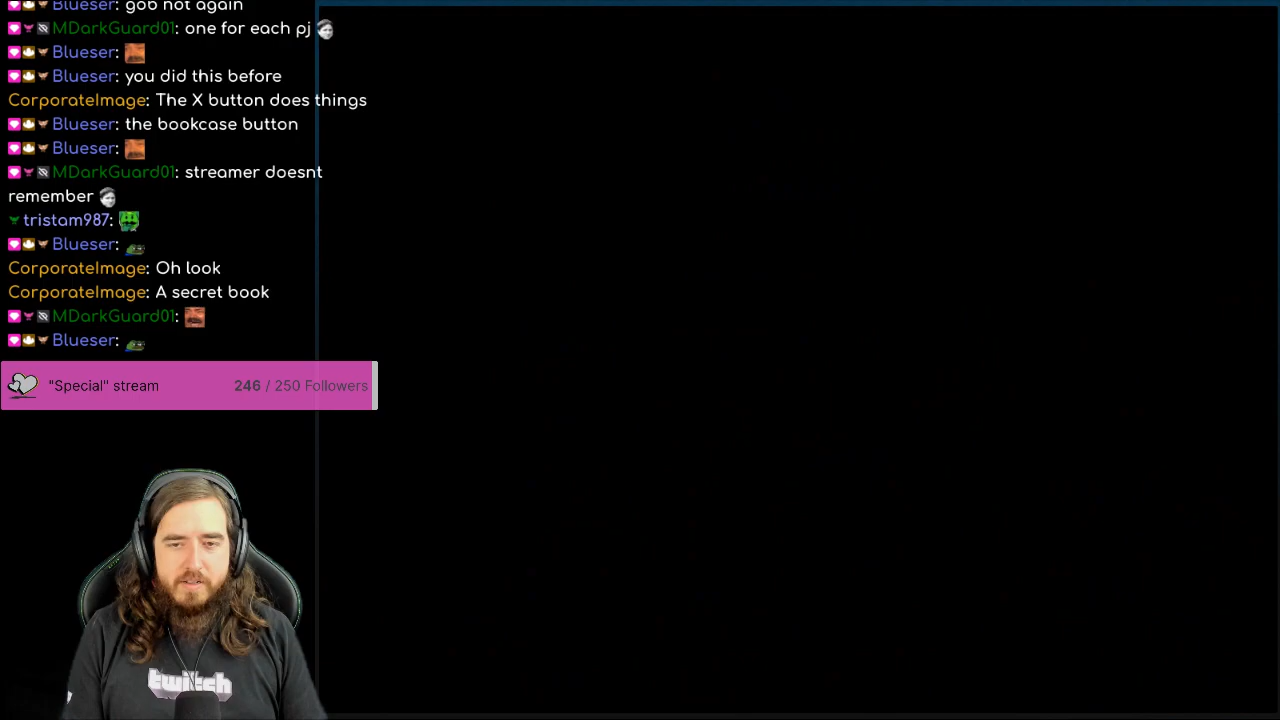 Blueser: gob not again
MDarkGuard01: one for each pj
Blueser:
Blueser: you did this before
CorporateImage: The X button does things
Blueser: the bookcase button
Blueser:
MDarkGuard01: streamer doesnt
remember
tristam987:
Blueser:
CorporateImage: Oh look
CorporateImage: A secret book
MDarkGuard01:
Blueser:
"Special" stream 246 / 250 Followers
twitch